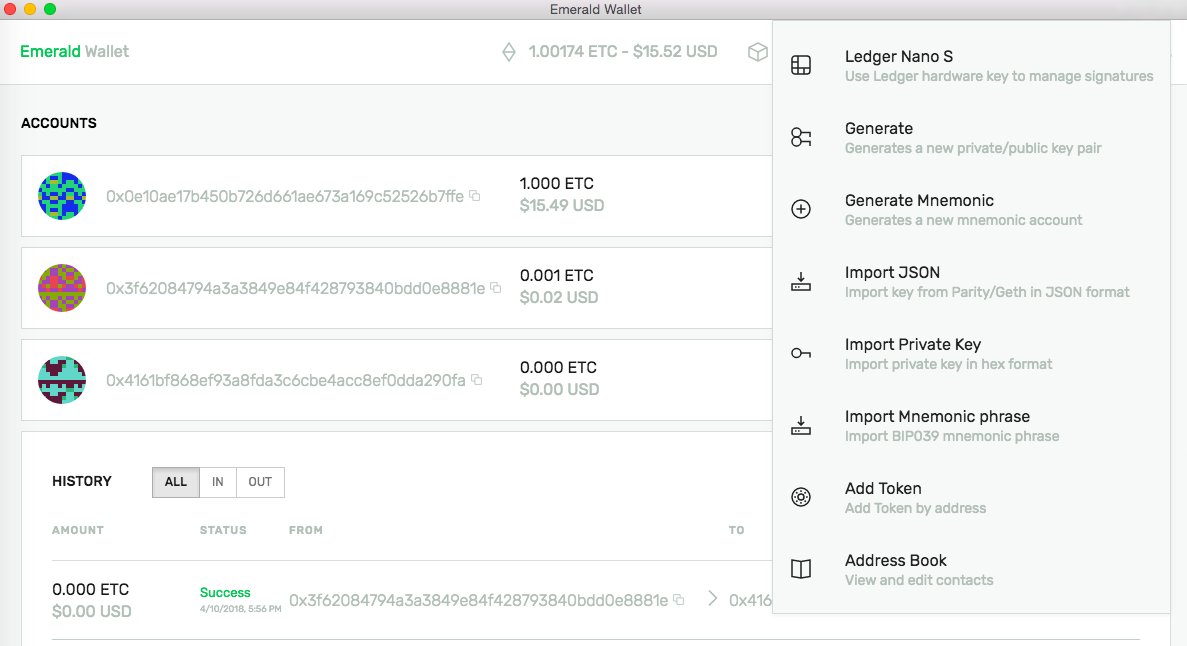 Emerald Wallet
Emerald Wallet
1.00174 ETC - $15.52 USD
ACCOUNTS
0x0e10ae17b450b726d661ae673a169c52526b7ffe
1.000 ETC
$15.49 USD
0x3f62084794a3a3849e84f428793840bdd0e8881e
0.001 ETC
$0.02 USD
0x4161bf868ef93a8fda3c6cbe4acc8ef0dda290fa
0.000 ETC
$0.00 USD
HISTORY
ALL
IN
OUT
AMOUNT
STATUS
FROM
TO
0.000 ETC
$0.00 USD
Success
4/10/2018, 5:56 PM
0x3f62084794a3a3849e84f428793840bdd0e8881e
0x416
Ledger Nano S
Use Ledger hardware key to manage signatures
Generate
Generates a new private/public key pair
Generate Mnemonic
Generates a new mnemonic account
Import JSON
Import key from Parity/Geth in JSON format
Import Private Key
Import private key in hex format
Import Mnemonic phrase
Import BIP039 mnemonic phrase
Add Token
Add Token by address
Address Book
View and edit contacts